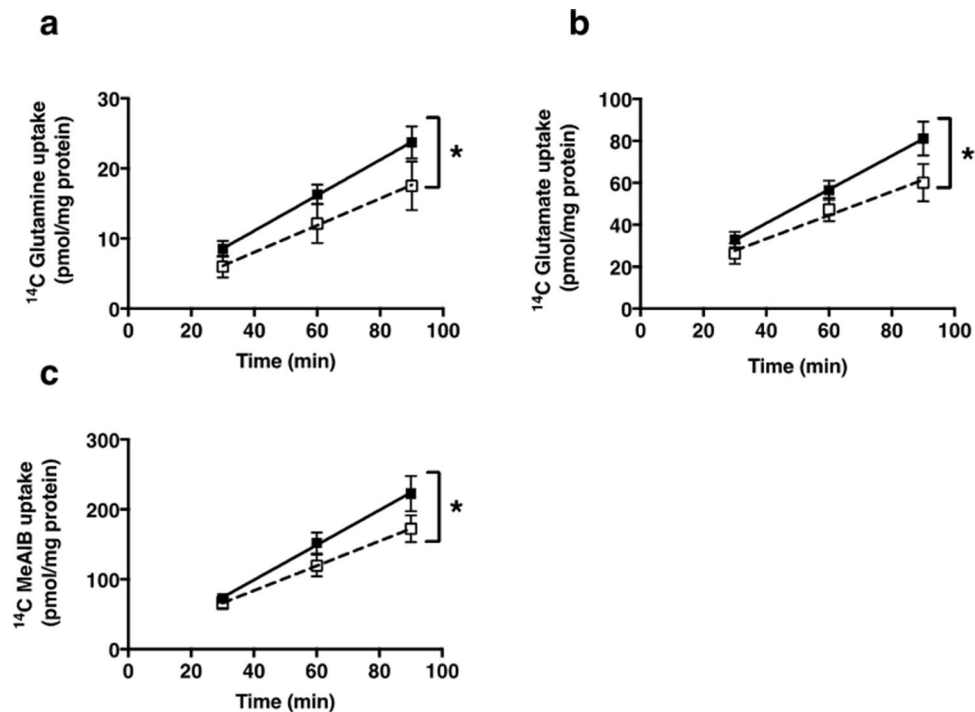 a
¹⁴C Glutamine uptake
(pmol/mg protein)
30
20
10
0
0 20 40 60 80 100
Time (min)
*
b
¹⁴C Glutamate uptake
(pmol/mg protein)
100
80
60
40
20
0
0 20 40 60 80 100
Time (min)
*
c
¹⁴C MeAIB uptake
(pmol/mg protein)
300
200
100
0
0 20 40 60 80 100
Time (min)
*